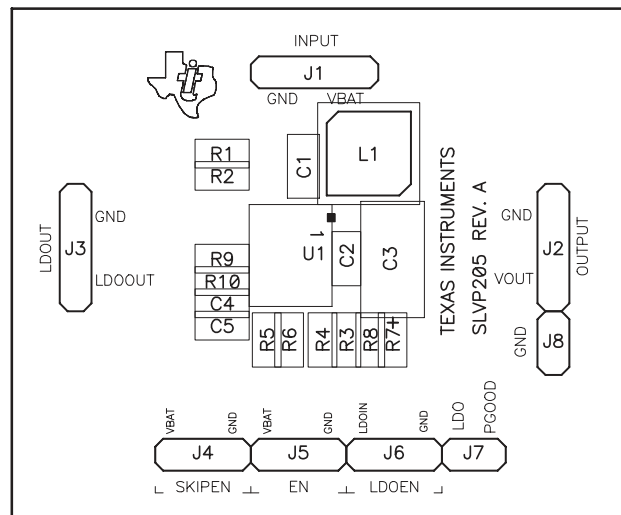 INPUT
J1
GND VBAT
R1
R2
C1
L1
TEXAS INSTRUMENTS
SLVP205 REV. A
LDOUT
J3
GND
LDOOUT
GND
J2
VOUT
OUTPUT
1
U1
C2
C3
R9
R10
C4
C5
R5
R6
R4
R3
R8
R7+
GND
J8
VBAT
GND
VBAT
GND
LDOIN
GND
LDO
PGOOD
J4
J5
J6
J7
SKIPEN
EN
LDOEN